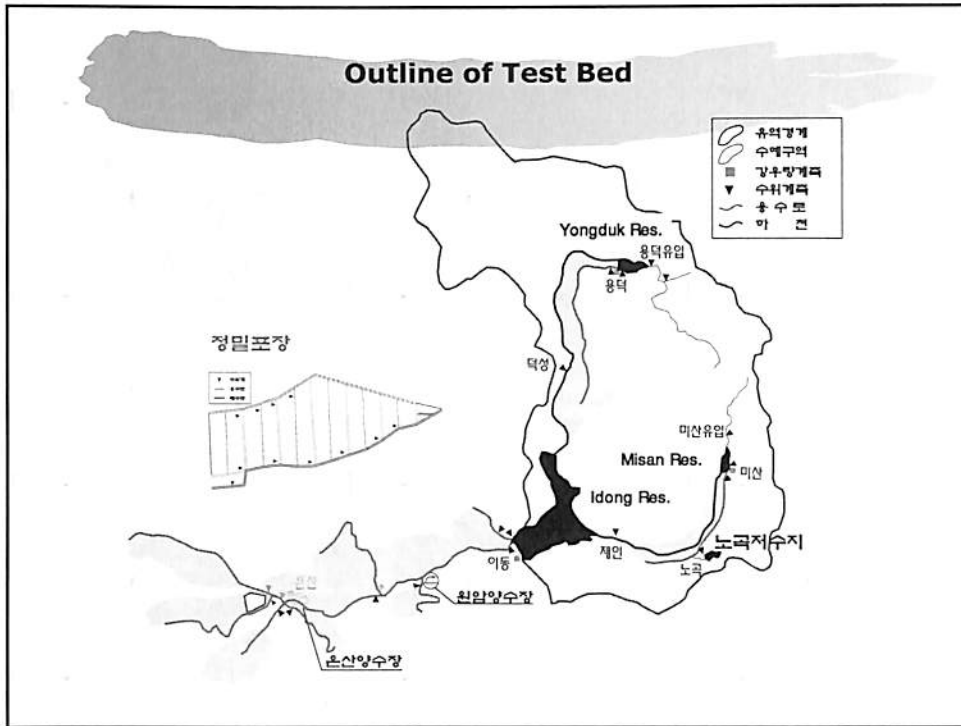 Outline of Test Bed
유역경계
수혜구역
강우량계측
수위계측
용 수 로
하 천
Yongduk Res.
용덕유입
용덕
정밀포장
덕성
미산유입
Misan Res.
미산
Idong Res.
노곡저수지
재인
이동
노곡
원암양수장
은산양수장